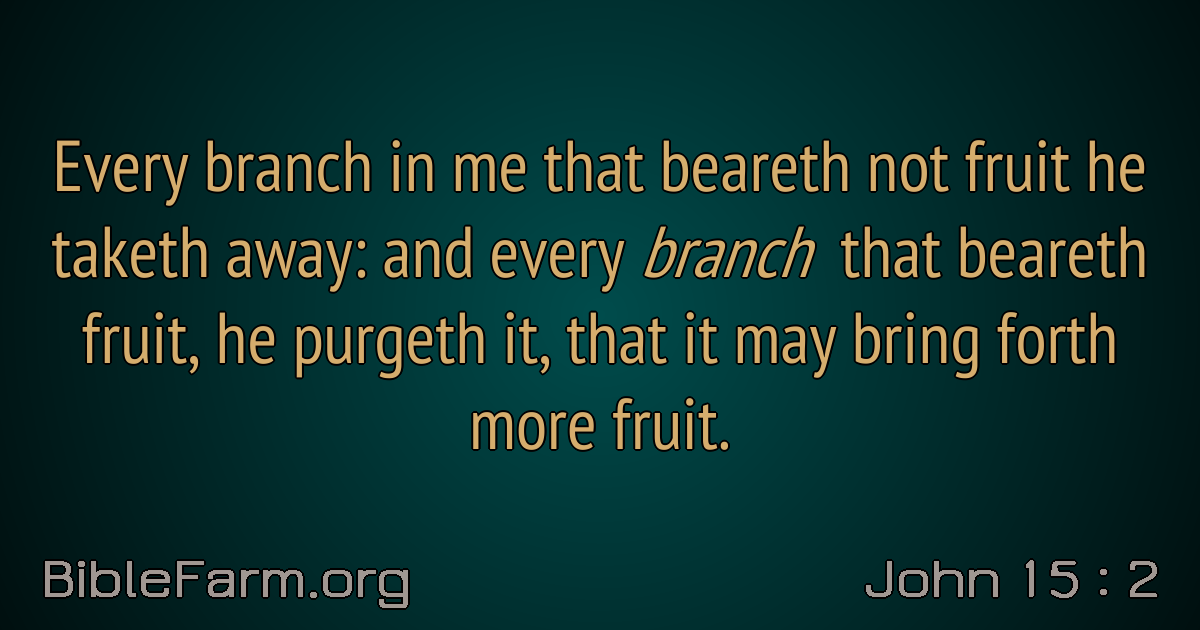 Every branch in me that beareth not fruit he
taketh away: and every branch that beareth
fruit, he purgeth it, that it may bring forth
more fruit.
BibleFarm.org
John 15 : 2